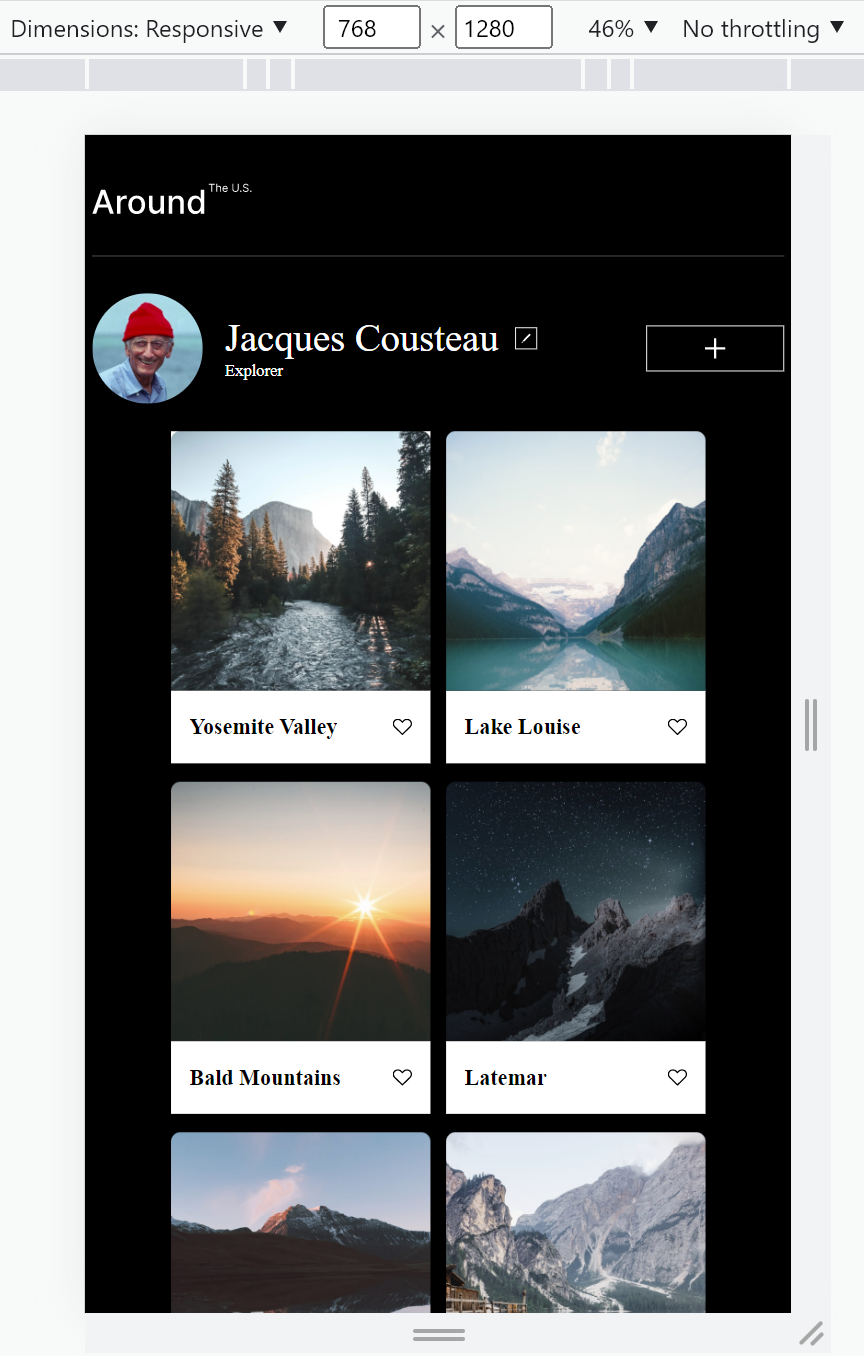 Dimensions: Responsive ▼ 768 × 1280 46% ▼ No throttling ▼
Around The U.S.
Jacques Cousteau
Explorer
Yosemite Valley
Lake Louise
Bald Mountains
Latemar